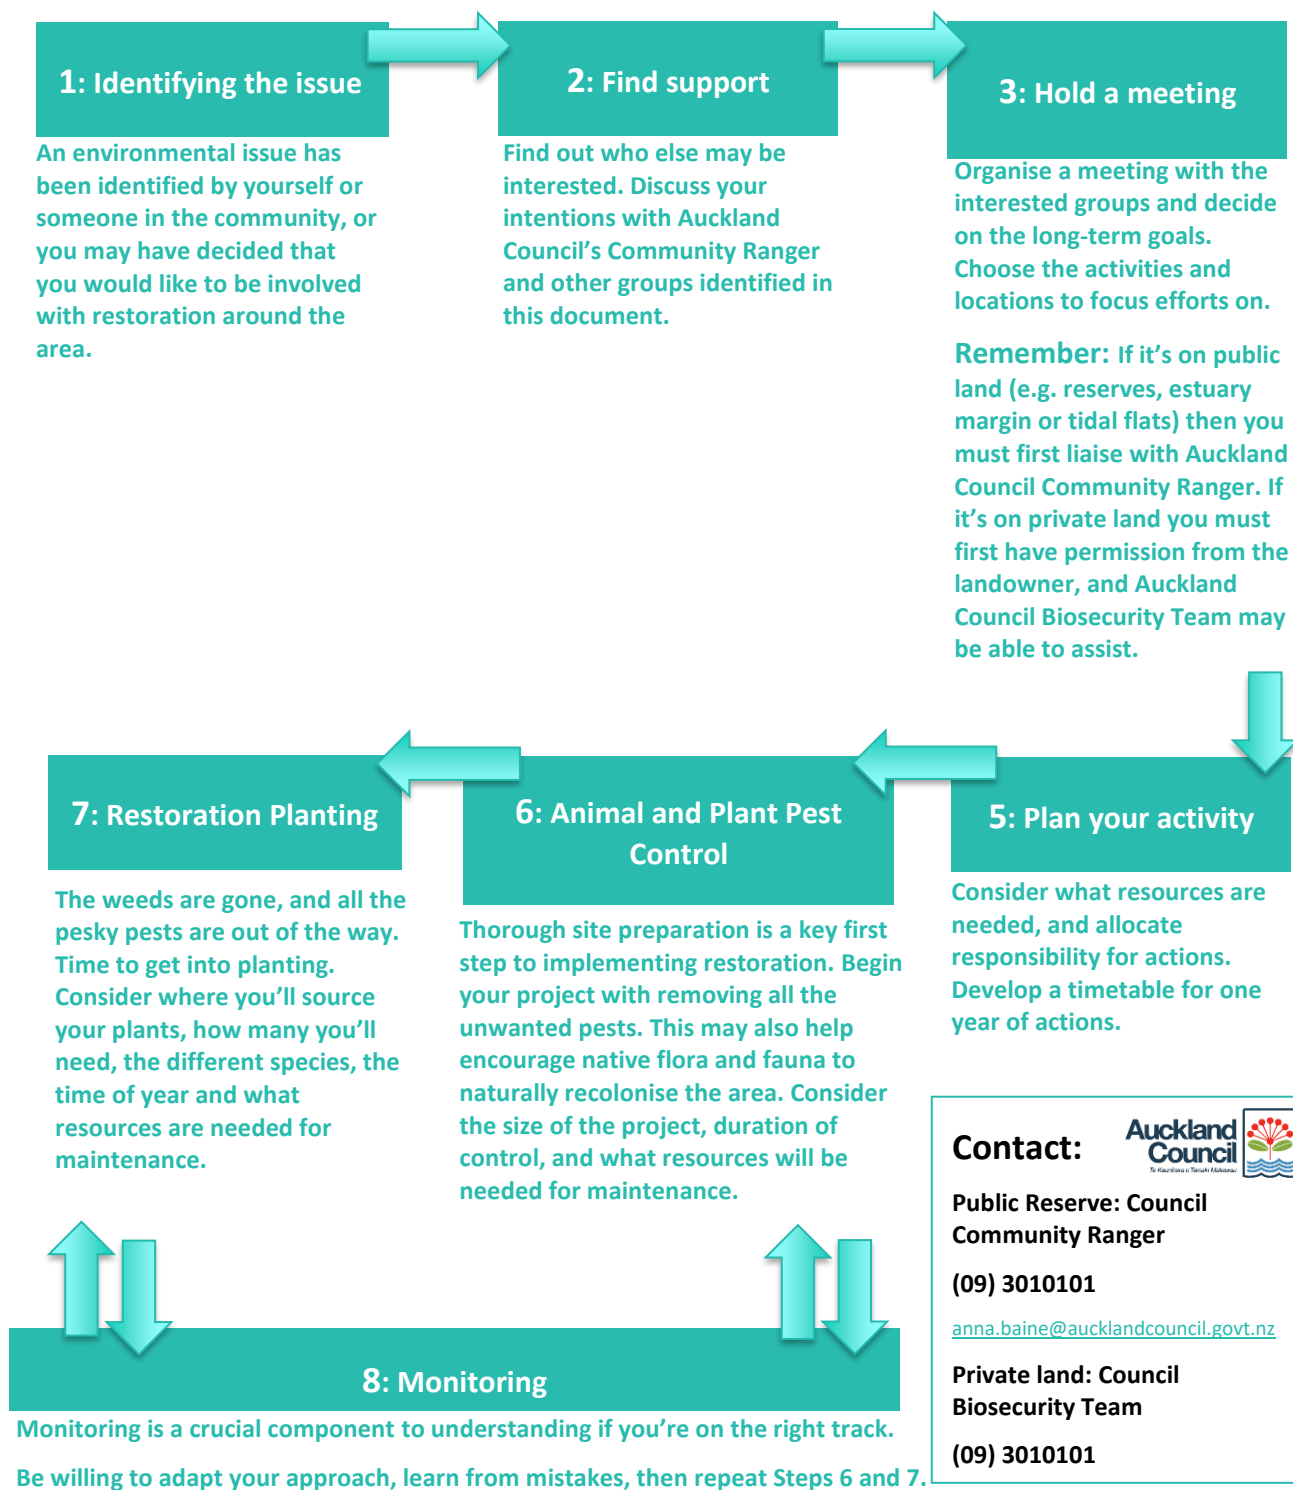 1: Identifying the issue
An environmental issue has
been identified by yourself or
someone in the community, or
you may have decided that
you would like to be involved
with restoration around the
area.
2: Find support
Find out who else may be
interested. Discuss your
intentions with Auckland
Council’s Community Ranger
and other groups identified in
this document.
3: Hold a meeting
Organise a meeting with the
interested groups and decide
on the long-term goals.
Choose the activities and
locations to focus efforts on.
Remember: If it’s on public
land (e.g. reserves, estuary
margin or tidal flats) then you
must first liaise with Auckland
Council Community Ranger. If
it’s on private land you must
first have permission from the
landowner, and Auckland
Council Biosecurity Team may
be able to assist.
5: Plan your activity
Consider what resources are
needed, and allocate
responsibility for actions.
Develop a timetable for one
year of actions.
6: Animal and Plant Pest
Control
Thorough site preparation is a key first
step to implementing restoration. Begin
your project with removing all the
unwanted pests. This may also help
encourage native flora and fauna to
naturally recolonise the area. Consider
the size of the project, duration of
control, and what resources will be
needed for maintenance.
7: Restoration Planting
The weeds are gone, and all the
pesky pests are out of the way.
Time to get into planting.
Consider where you’ll source
your plants, how many you’ll
need, the different species, the
time of year and what
resources are needed for
maintenance.
8: Monitoring
Monitoring is a crucial component to understanding if you’re on the right track.
Be willing to adapt your approach, learn from mistakes, then repeat Steps 6 and 7.
Contact:
Auckland
Council
Te Kaunihera o Tamaki Makaurau
Public Reserve: Council
Community Ranger
(09) 3010101
anna.baine@aucklandcouncil.govt.nz
Private land: Council
Biosecurity Team
(09) 3010101